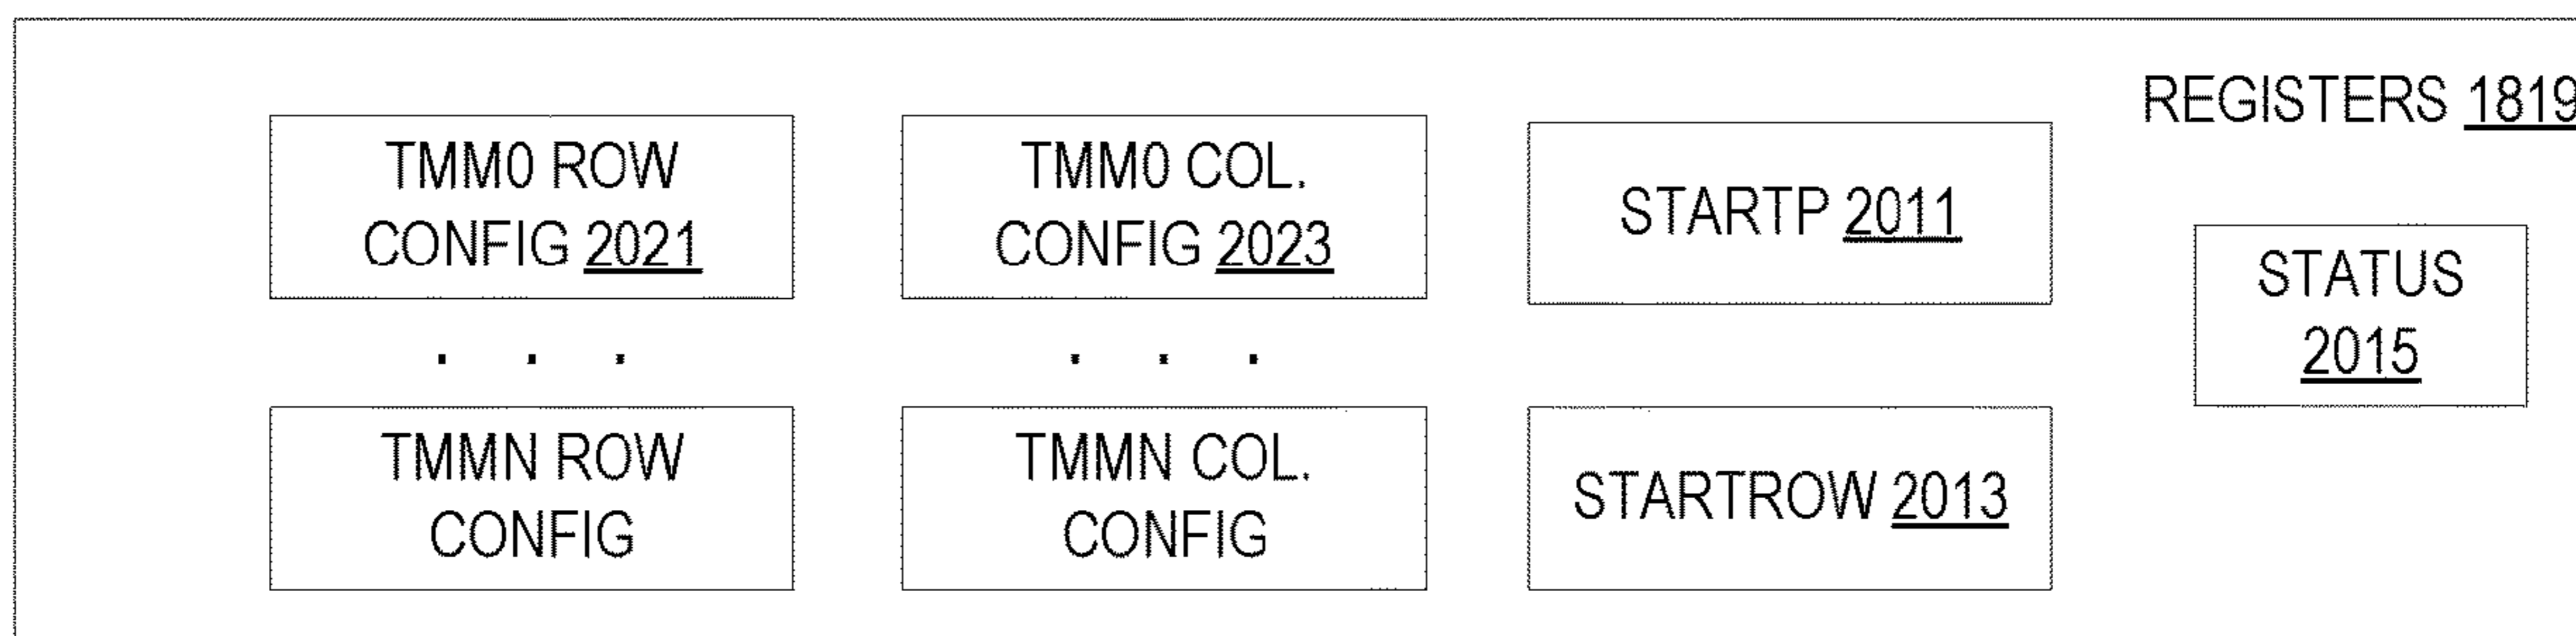 REGISTERS 1819
TMM0 ROW
CONFIG 2021
TMM0 COL.
CONFIG 2023
STARTP 2011
STATUS
2015
. . .
. . .
TMMN ROW
CONFIG
TMMN COL.
CONFIG
STARTROW 2013